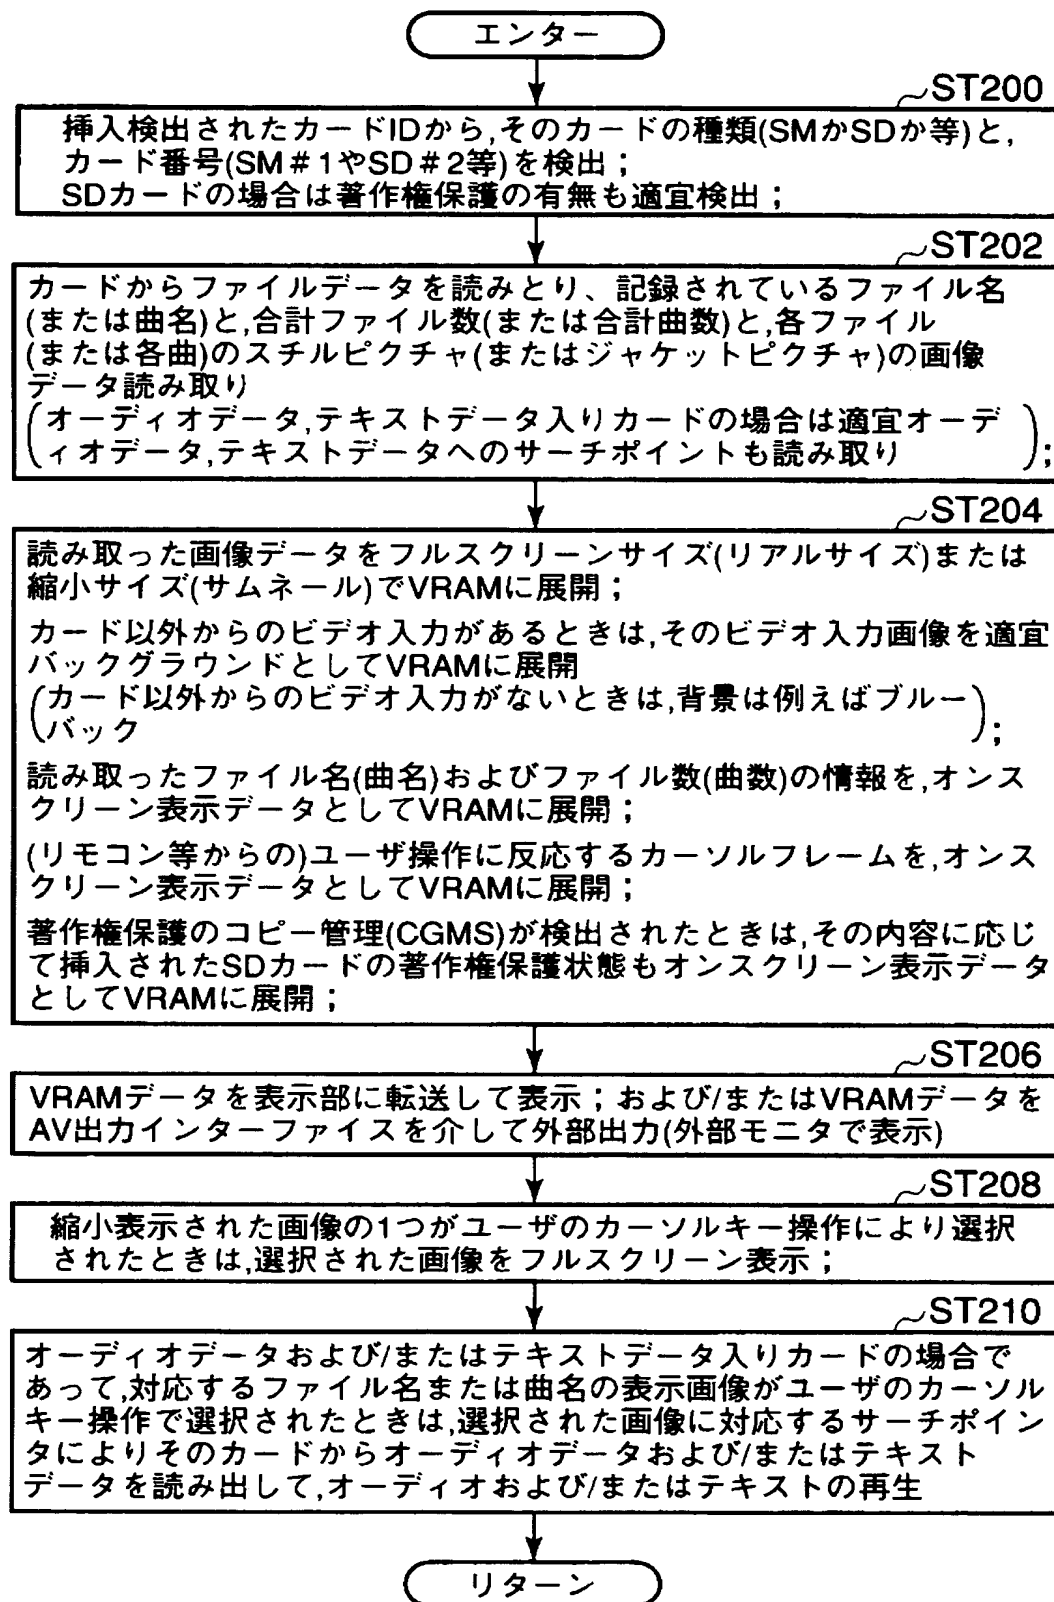 エンター
ST200
挿入検出されたカードIDから,そのカードの種類(SMかSDか等)と,
カード番号(SM#1やSD#2等)を検出;
SDカードの場合は著作権保護の有無も適宜検出;
ST202
カードからファイルデータを読みとり、記録されているファイル名
(または曲名)と,合計ファイル数(または合計曲数)と,各ファイル
(または各曲)のスチルピクチャ(またはジャケットピクチャ)の画像
データ読み取り
(オーディオデータ,テキストデータ入りカードの場合は適宜オーデ
ィオデータ,テキストデータへのサーチポイントも読み取り);
ST204
読み取った画像データをフルスクリーンサイズ(リアルサイズ)または
縮小サイズ(サムネール)でVRAMに展開;
カード以外からのビデオ入力があるときは,そのビデオ入力画像を適宜
バックグラウンドとしてVRAMに展開
(カード以外からのビデオ入力がないときは,背景は例えばブルー
バック);
読み取ったファイル名(曲名)およびファイル数(曲数)の情報を,オンス
クリーン表示データとしてVRAMに展開;
(リモコン等からの)ユーザ操作に反応するカーソルフレームを,オンス
クリーン表示データとしてVRAMに展開;
著作権保護のコピー管理(CGMS)が検出されたときは,その内容に応じ
て挿入されたSDカードの著作権保護状態もオンスクリーン表示データ
としてVRAMに展開;
ST206
VRAMデータを表示部に転送して表示;および/またはVRAMデータを
AV出力インターファイスを介して外部出力(外部モニタで表示)
ST208
縮小表示された画像の1つがユーザのカーソルキー操作により選択
されたときは,選択された画像をフルスクリーン表示;
ST210
オーディオデータおよび/またはテキストデータ入りカードの場合で
あって,対応するファイル名または曲名の表示画像がユーザのカーソル
キー操作で選択されたときは,選択された画像に対応するサーチポイン
タによりそのカードからオーディオデータおよび/またはテキスト
データを読み出して,オーディオおよび/またはテキストの再生
リターン